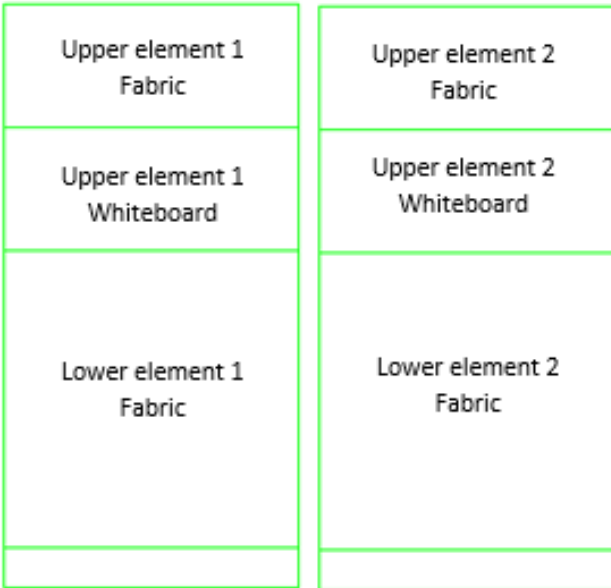 Upper element 1
Fabric
Upper element 2
Fabric
Upper element 1
Whiteboard
Upper element 2
Whiteboard
Lower element 1
Fabric
Lower element 2
Fabric